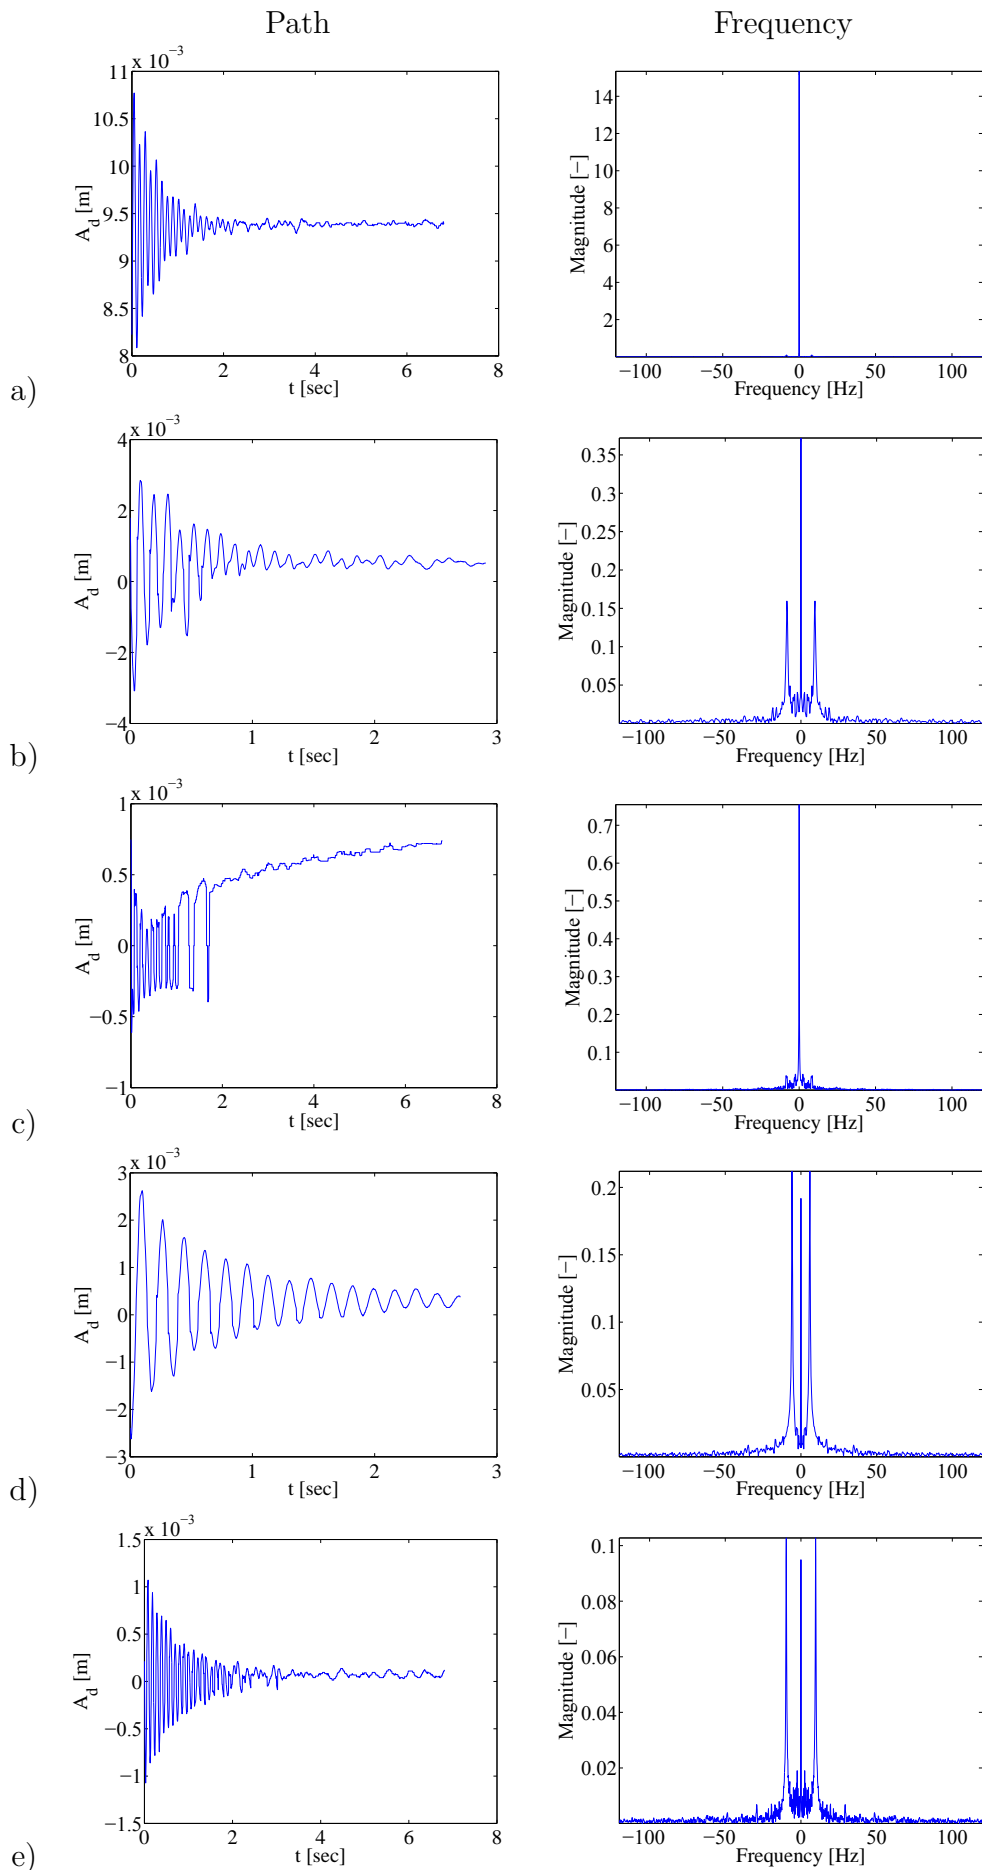 Path
Frequency
x 10−3
11
10.5
10
9.5
9
8.5
8
Ad [m]
0 2 4 6 8
t [sec]
14
12
10
8
6
4
2
Magnitude [−]
−100 −50 0 50 100
Frequency [Hz]
a)
x 10−3
4
2
0
−2
−4
Ad [m]
0 1 2 3
t [sec]
0.35
0.3
0.25
0.2
0.15
0.1
0.05
Magnitude [−]
−100 −50 0 50 100
Frequency [Hz]
b)
x 10−3
1
0.5
0
−0.5
−1
Ad [m]
0 2 4 6 8
t [sec]
0.7
0.6
0.5
0.4
0.3
0.2
0.1
Magnitude [−]
−100 −50 0 50 100
Frequency [Hz]
c)
x 10−3
3
2
1
0
−1
−2
−3
Ad [m]
0 1 2 3
t [sec]
0.2
0.15
0.1
0.05
Magnitude [−]
−100 −50 0 50 100
Frequency [Hz]
d)
x 10−3
1.5
1
0.5
0
−0.5
−1
−1.5
Ad [m]
0 2 4 6 8
t [sec]
0.1
0.08
0.06
0.04
0.02
Magnitude [−]
−100 −50 0 50 100
Frequency [Hz]
e)